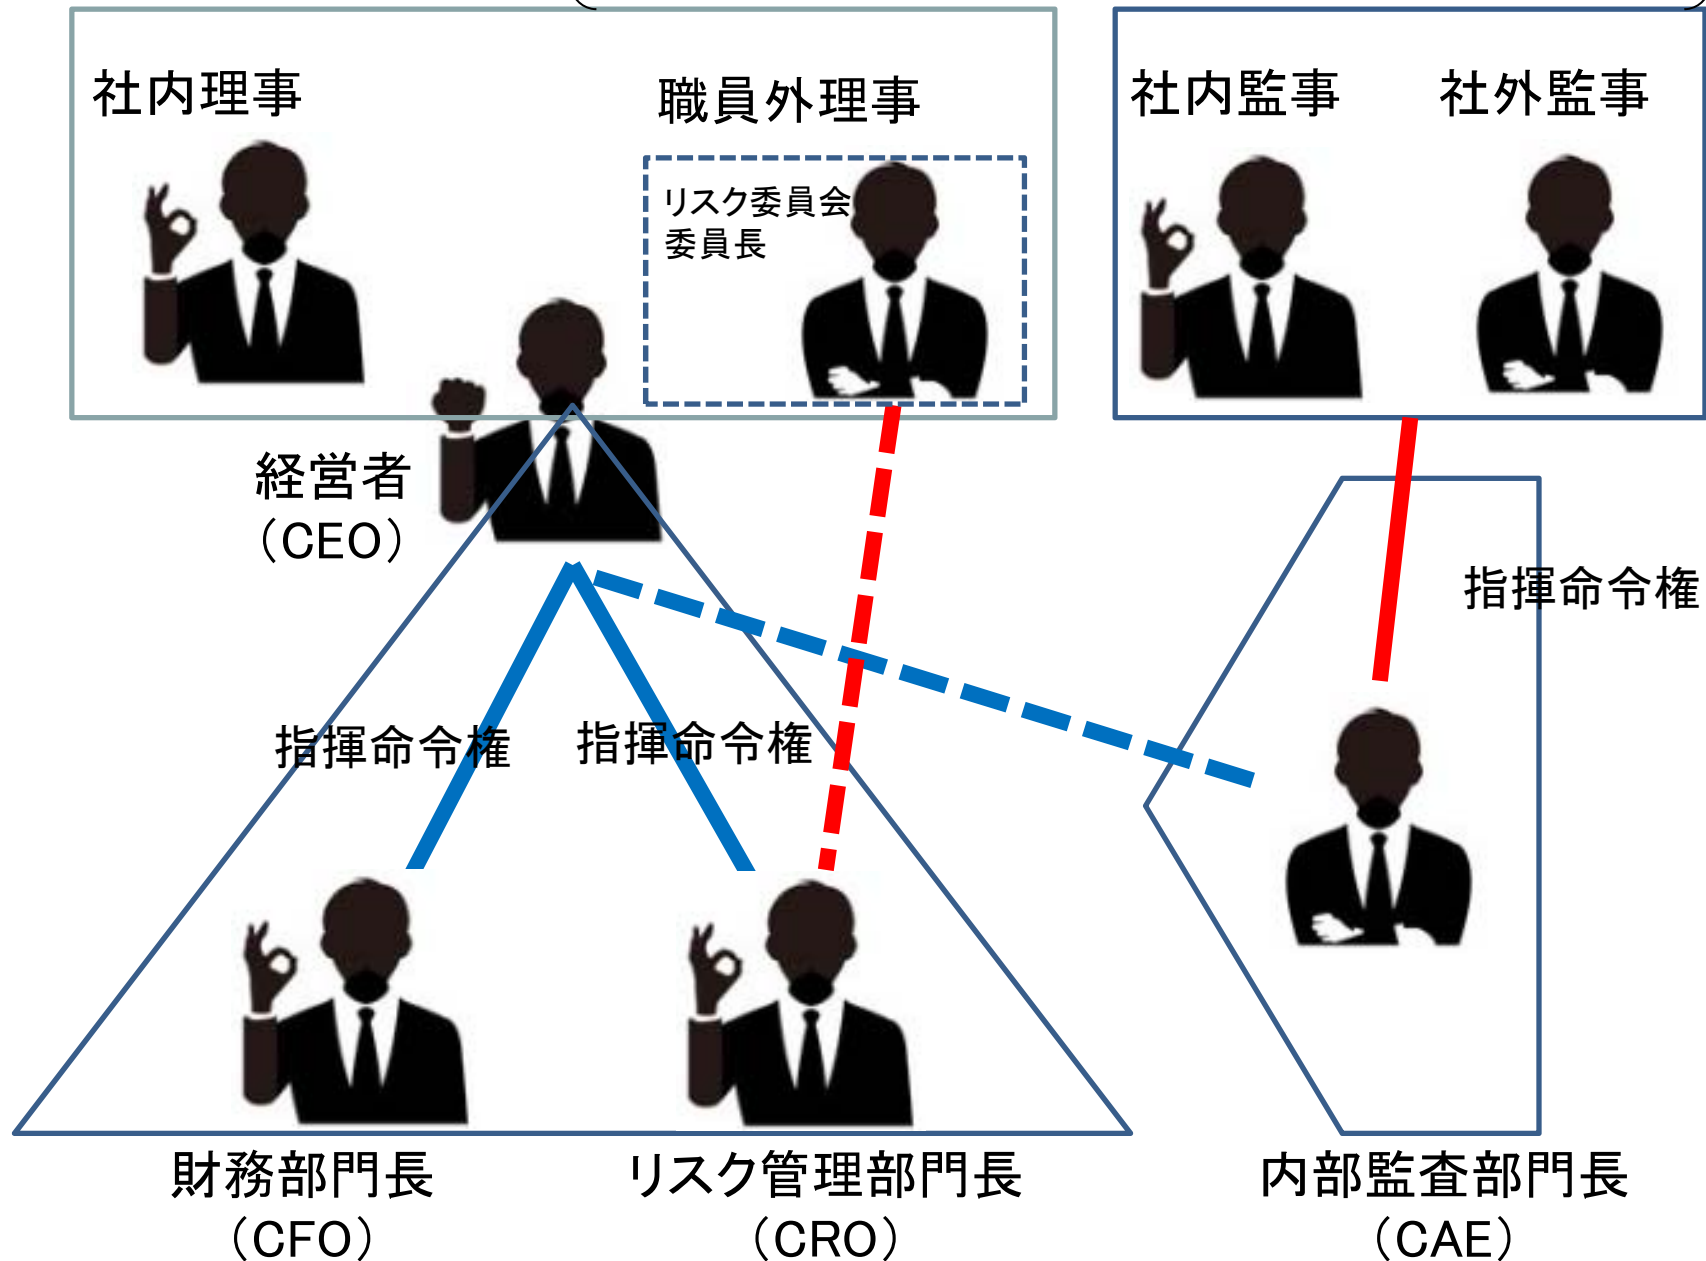 社内理事
職員外理事
社内監事
社外監事
リスク委員会
委員長
経営者
（CEO）
指揮命令権
指揮命令権
指揮命令権
財務部門長
（CFO）
リスク管理部門長
（CRO）
内部監査部門長
（CAE）